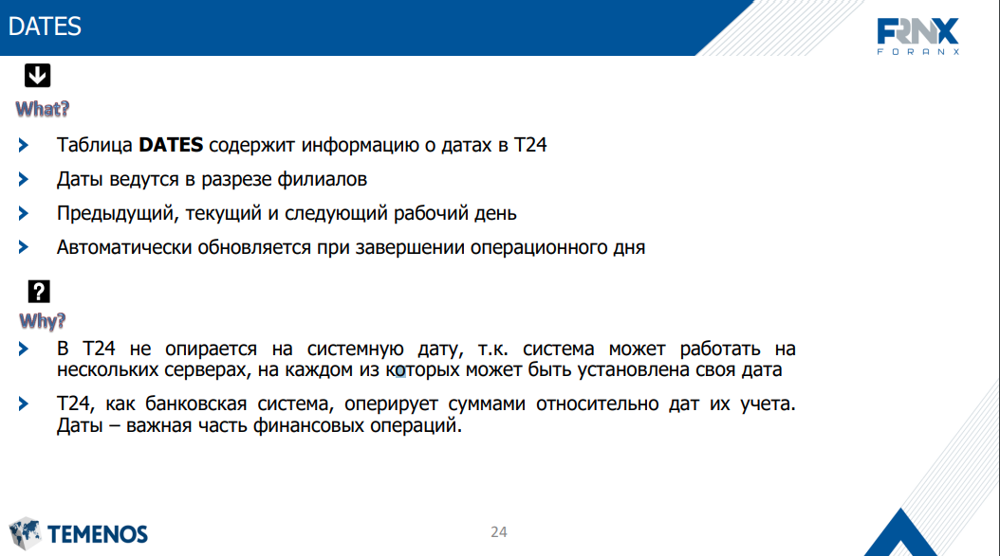 DATES
FRNX
FORANX
What?
Таблица DATES содержит информацию о датах в T24
Даты ведутся в разрезе филиалов
Предыдущий, текущий и следующий рабочий день
Автоматически обновляется при завершении операционного дня
?
Why?
В T24 не опирается на системную дату, т.к. система может работать на
нескольких серверах, на каждом из которых может быть установлена своя дата
T24, как банковская система, оперирует суммами относительно дат их учета.
Даты – важная часть финансовых операций.
TEMENOS
24